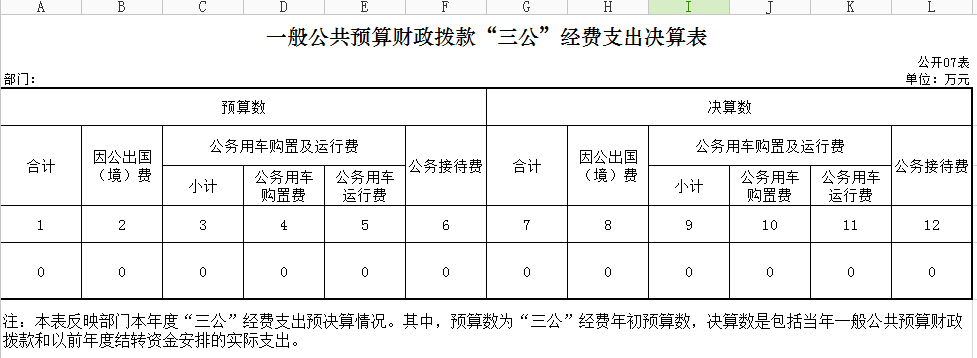 A B C D E F G H I J K L
一般公共预算财政拨款“三公”经费支出决算表
公开07表
部门： 单位：万元
预算数 决算数
合计 因公出国（境）费 公务用车购置及运行费 公务接待费 合计 因公出国（境）费 公务用车购置及运行费 公务接待费
小计 公务用车购置费 公务用车运行费 小计 公务用车购置费 公务用车运行费
1 2 3 4 5 6 7 8 9 10 11 12
0 0 0 0 0 0 0 0 0 0 0 0
注：本表反映部门本年度“三公”经费支出预决算情况。其中，预算数为“三公”经费年初预算数，决算数是包括当年一般公共预算财政
拨款和以前年度结转资金安排的实际支出。